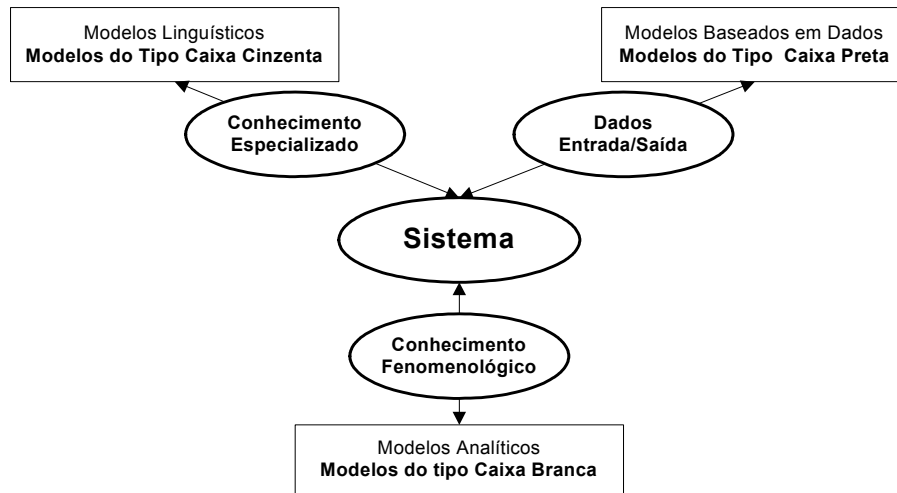 Modelos Linguísticos
Modelos do Tipo Caixa Cinzenta
Modelos Baseados em Dados
Modelos do Tipo Caixa Preta
Conhecimento
Especializado
Dados
Entrada/Saída
Sistema
Conhecimento
Fenomenológico
Modelos Analíticos
Modelos do tipo Caixa Branca